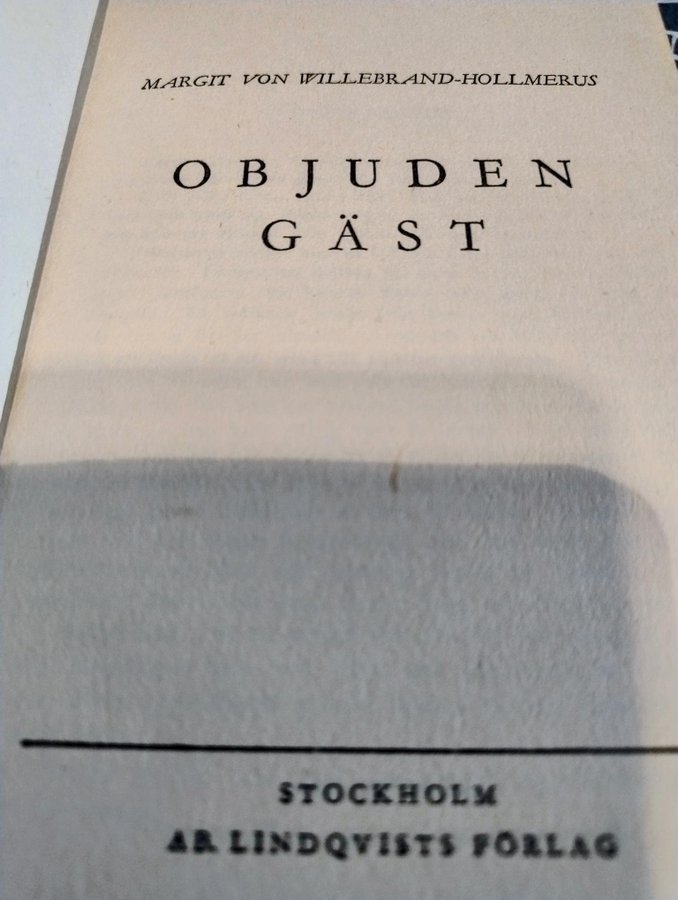 MARGIT VON WILLEBRAND-HOLLMERUS
OBJUDEN
GÄST
STOCKHOLM
AB LINDQVISTS FÖRLAG